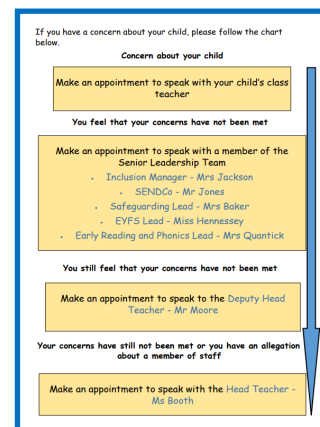 If you have a concern about your child, please follow the chart
below.
Concern about your child
Make an appointment to speak with your child's class
teacher
You feel that your concerns have not been met
Make an appointment to speak with a member of the
Senior Leadership Team
• Inclusion Manager - Mrs Jackson
• SENDCo - Mr Jones
• Safeguarding Lead - Mrs Baker
• EYFS Lead - Miss Hennessey
• Early Reading and Phonics Lead - Mrs Quantick
You still feel that your concerns have not been met
Make an appointment to speak to the Deputy Head
Teacher - Mr Moore
Your concerns have still not been met or you have an allegation
about a member of staff
Make an appointment to speak with the Head Teacher -
Ms Booth